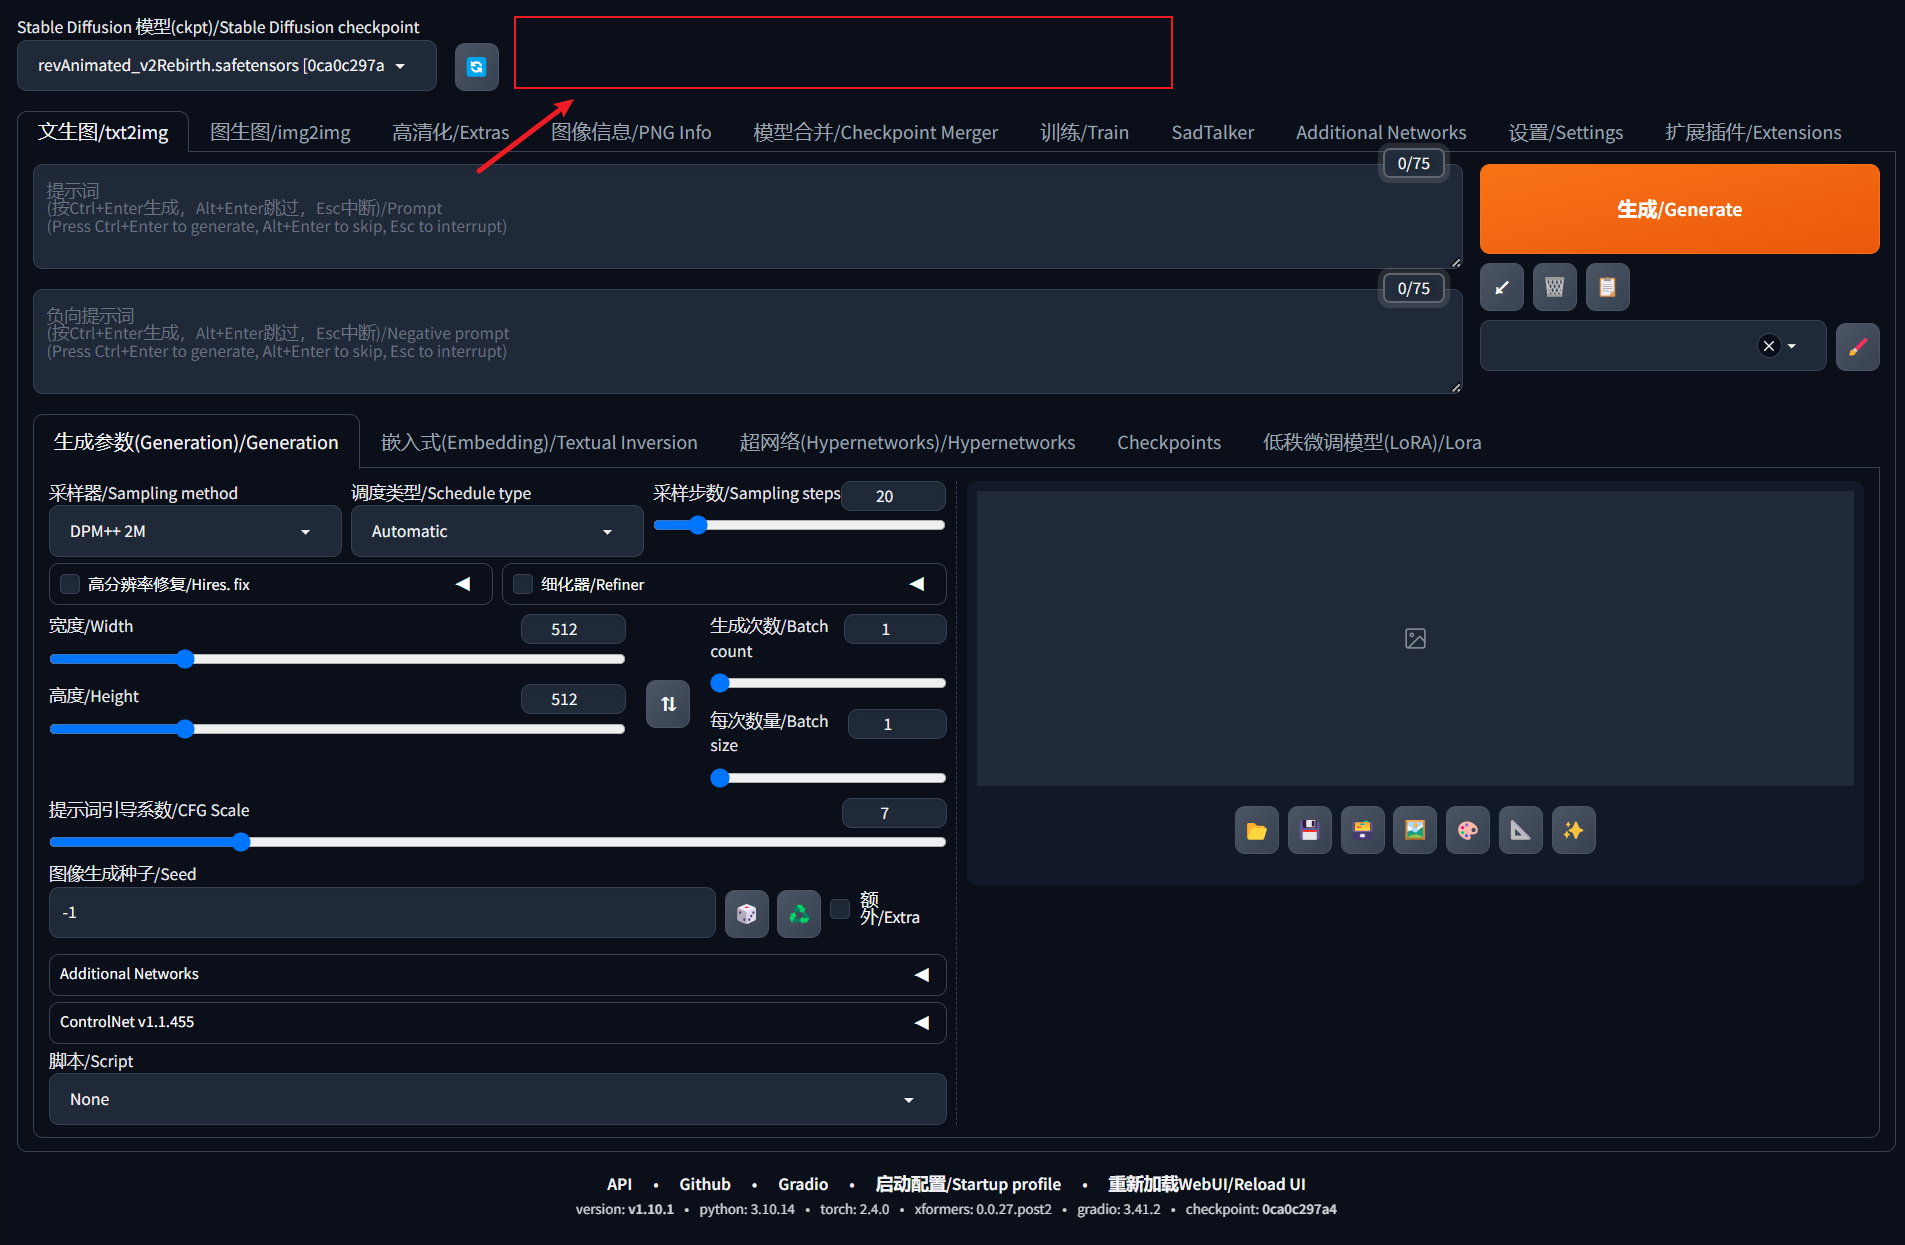 Stable Diffusion 模型(ckpt)/Stable Diffusion checkpoint
revAnimated_v2Rebirth.safetensors [0ca0c297a
文生图/txt2img 图生图/img2img 高清化/Extras 图像信息/PNG Info 模型合并/Checkpoint Merger 训练/Train SadTalker Additional Networks 设置/Settings 扩展插件/Extensions
0/75
提示词
(按Ctrl+Enter生成，Alt+Enter跳过，Esc中断)/Prompt
(Press Ctrl+Enter to generate, Alt+Enter to skip, Esc to interrupt)
生成/Generate
0/75
负向提示词
(按Ctrl+Enter生成，Alt+Enter跳过，Esc中断)/Negative prompt
(Press Ctrl+Enter to generate, Alt+Enter to skip, Esc to interrupt)
生成参数(Generation)/Generation 嵌入式(Embedding)/Textual Inversion 超网络(Hypernetworks)/Hypernetworks Checkpoints 低秩微调模型(LoRA)/Lora
采样器/Sampling method 调度类型/Schedule type 采样步数/Sampling steps 20
DPM++ 2M Automatic
高分辨率修复/Hires. fix 细化器/Refiner
宽度/Width 512 生成次数/Batch count 1
高度/Height 512
每次数量/Batch size 1
提示词引导系数/CFG Scale 7
图像生成种子/Seed
-1 额外/Extra
Additional Networks
ControlNet v1.1.455
脚本/Script
None
API • Github • Gradio • 启动配置/Startup profile • 重新加载WebUI/Reload UI
version: v1.10.1 • python: 3.10.14 • torch: 2.4.0 • xformers: 0.0.27.post2 • gradio: 3.41.2 • checkpoint: 0ca0c297a4